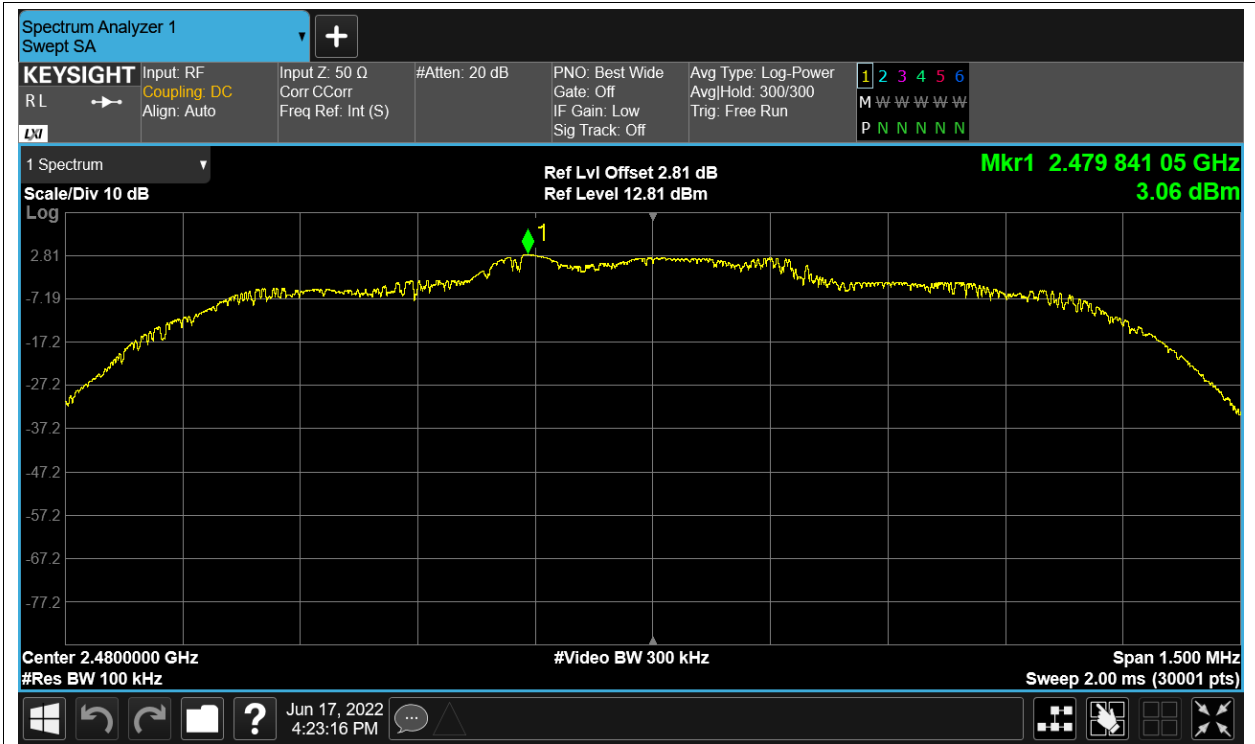 Spectrum Analyzer 1
Swept SA
KEYSIGHT
R L
LXI
Input: RF
Coupling: DC
Align: Auto
Input Z: 50 Ω
Corr CCorr
Freq Ref: Int (S)
#Atten: 20 dB
PNO: Best Wide
Gate: Off
IF Gain: Low
Sig Track: Off
Avg Type: Log-Power
Avg|Hold: 300/300
Trig: Free Run
1 2 3 4 5 6
M W W W W W
P N N N N N
1 Spectrum
Scale/Div 10 dB
Log
Ref Lvl Offset 2.81 dB
Ref Level 12.81 dBm
Mkr1 2.479 841 05 GHz
3.06 dBm
1
2.81
-7.19
-17.2
-27.2
-37.2
-47.2
-57.2
-67.2
-77.2
Center 2.4800000 GHz
#Res BW 100 kHz
#Video BW 300 kHz
Span 1.500 MHz
Sweep 2.00 ms (30001 pts)
?
Jun 17, 2022
4:23:16 PM